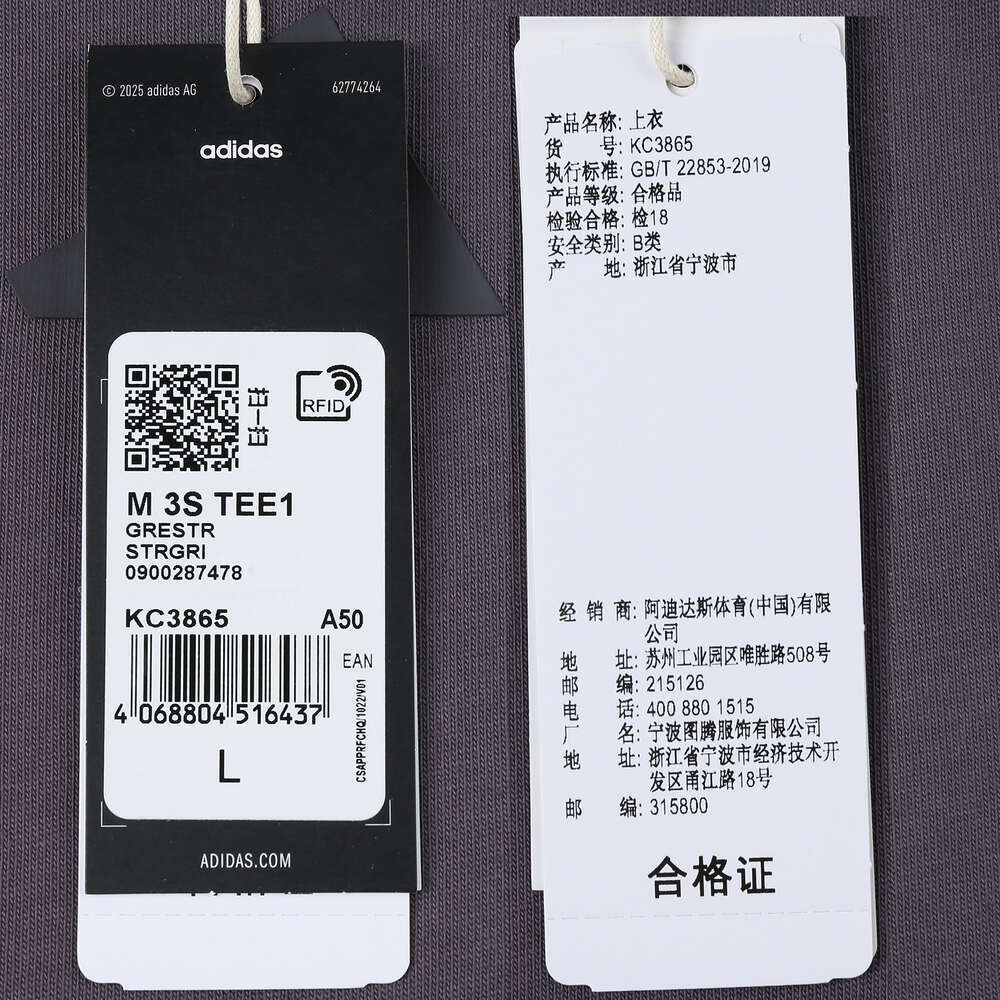 © 2025 adidas AG 62774264
adidas
扫一扫
RFID
M 3S TEE1
GRESTR
STRGRI
0900287478
KC3865 A50
EAN
4 068804 516437
CSAPPRFCHQ/1022/V01
L
ADIDAS.COM
产品名称: 上衣
货 号: KC3865
执行标准: GB/T 22853-2019
产品等级: 合格品
检验合格: 检18
安全类别: B类
产 地: 浙江省宁波市
经 销 商: 阿迪达斯体育(中国)有限
公司
地 址: 苏州工业园区唯胜路508号
邮 编: 215126
电 话: 400 880 1515
厂 名: 宁波图腾服饰有限公司
地 址: 浙江省宁波市经济技术开
发区甬江路18号
邮 编: 315800
合格证